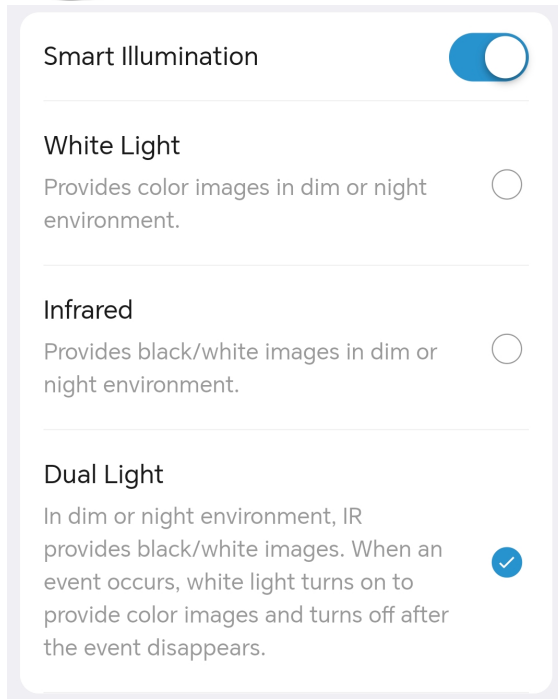 Smart Illumination
White Light
Provides color images in dim or night
environment.
Infrared
Provides black/white images in dim or
night environment.
Dual Light
In dim or night environment, IR
provides black/white images. When an
event occurs, white light turns on to
provide color images and turns off after
the event disappears.